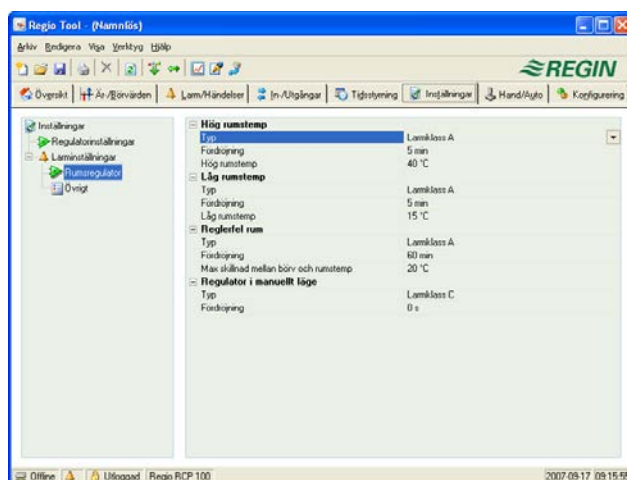 Regio Tool - (Namnlös)
Arkiv Redigera Visa Verktyg Hjälp
REGIN
Översikt Är-/Börvärden Larm/Händelser In-/Utgångar Tidsstyrning Inställningar Hand/Auto Konfigurering
Inställningar
Regulatorinställningar
Larminställningar
Rumsregulator
Övrigt
Hög rumstemp
Typ Larmklass A
Fördröjning 5 min
Hög rumstemp 40 °C
Låg rumstemp
Typ Larmklass A
Fördröjning 5 min
Låg rumstemp 15 °C
Reglerfel rum
Typ Larmklass A
Fördröjning 60 min
Max skillnad mellan börv och rumstemp 20 °C
Regulator i manuellt läge
Typ Larmklass C
Fördröjning 0 s
Offline Utloggad Regio RCP 100 2007-09-17 09:15:55